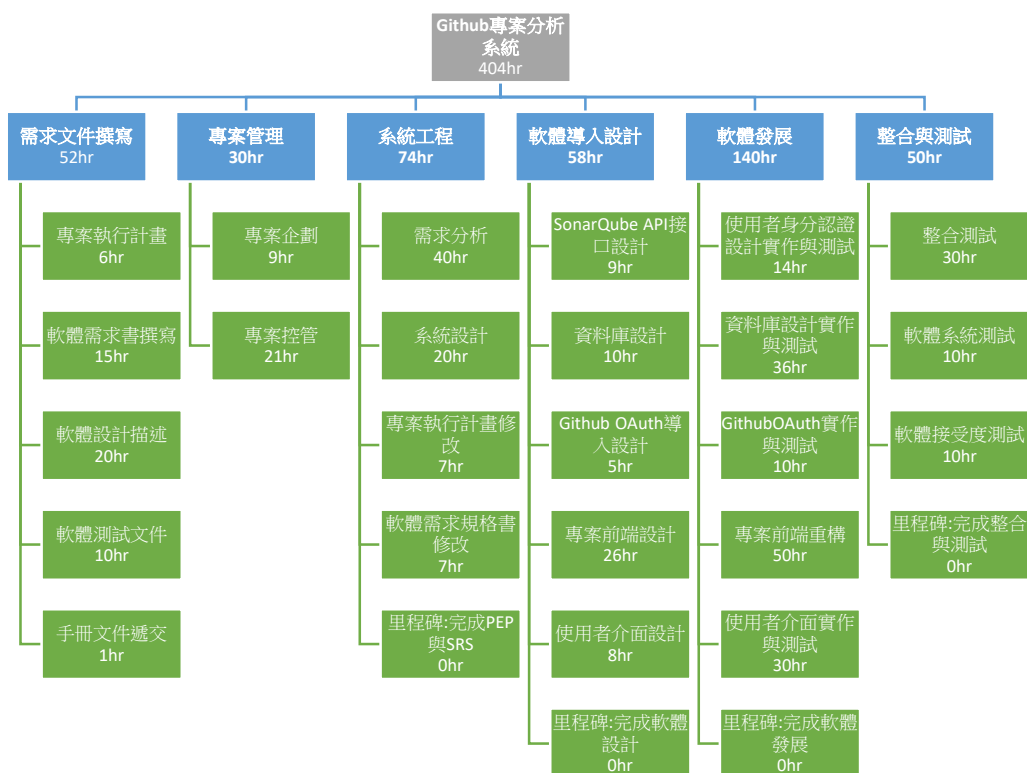 Github專案分析
系統
404hr
需求文件撰寫
52hr
專案管理
30hr
系統工程
74hr
軟體導入設計
58hr
軟體發展
140hr
整合與測試
50hr
專案執行計畫
6hr
軟體需求書撰寫
15hr
軟體設計描述
20hr
軟體測試文件
10hr
手冊文件遞交
1hr
專案企劃
9hr
專案控管
21hr
需求分析
40hr
系統設計
20hr
專案執行計畫修
改
7hr
軟體需求規格書
修改
7hr
里程碑:完成PEP
與SRS
0hr
SonarQube API接
口設計
9hr
資料庫設計
10hr
Github OAuth導
入設計
5hr
專案前端設計
26hr
使用者介面設計
8hr
里程碑:完成軟體
設計
0hr
使用者身分認證
設計實作與測試
14hr
資料庫設計實作
與測試
36hr
GithubOAuth實作
與測試
10hr
專案前端重構
50hr
使用者介面實作
與測試
30hr
里程碑:完成軟體
發展
0hr
整合測試
30hr
軟體系統測試
10hr
軟體接受度測試
10hr
里程碑:完成整合
與測試
0hr